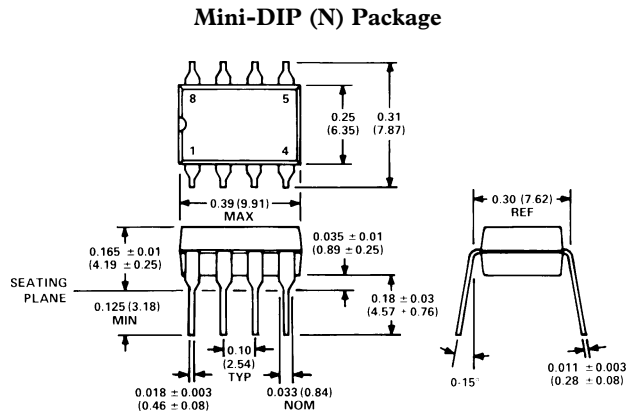 Mini-DIP (N) Package
8 5
1 4
0.25
(6.35)
0.31
(7.87)
0.39 (9.91)
MAX
0.30 (7.62)
REF
0.165 ± 0.01
(4.19 ± 0.25)
0.035 ± 0.01
(0.89 ± 0.25)
SEATING
PLANE
0.125 (3.18)
MIN
0.18 ± 0.03
(4.57 ± 0.76)
0.10
(2.54)
TYP
0.018 ± 0.003
(0.46 ± 0.08)
0.033 (0.84)
NOM
0.011 ± 0.003
(0.28 ± 0.08)